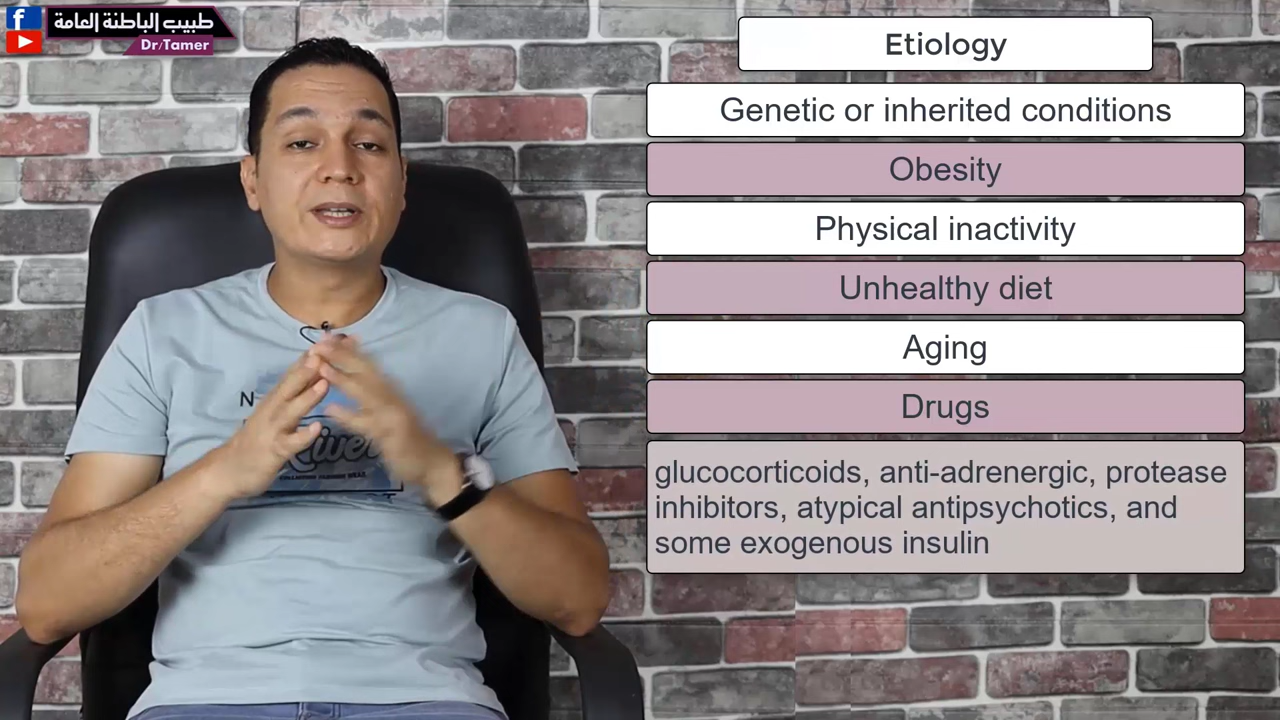 f
طبيب الباطنة العامة
Dr/Tamer
Etiology
Genetic or inherited conditions
Obesity
Physical inactivity
Unhealthy diet
Aging
Drugs
glucocorticoids, anti-adrenergic, protease
inhibitors, atypical antipsychotics, and
some exogenous insulin
N
River